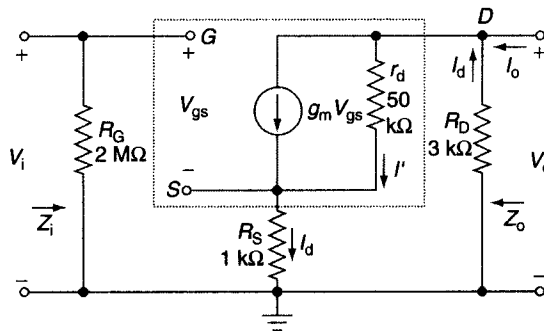 G
D
+
+
+
+
r_d
50
kΩ
I_d
I_o
V_gs
g_m V_gs
R_G
2 MΩ
R_D
3 kΩ
V_i
−
S
I'
Z_i
R_S
1 kΩ
I_d
Z_o
−
−